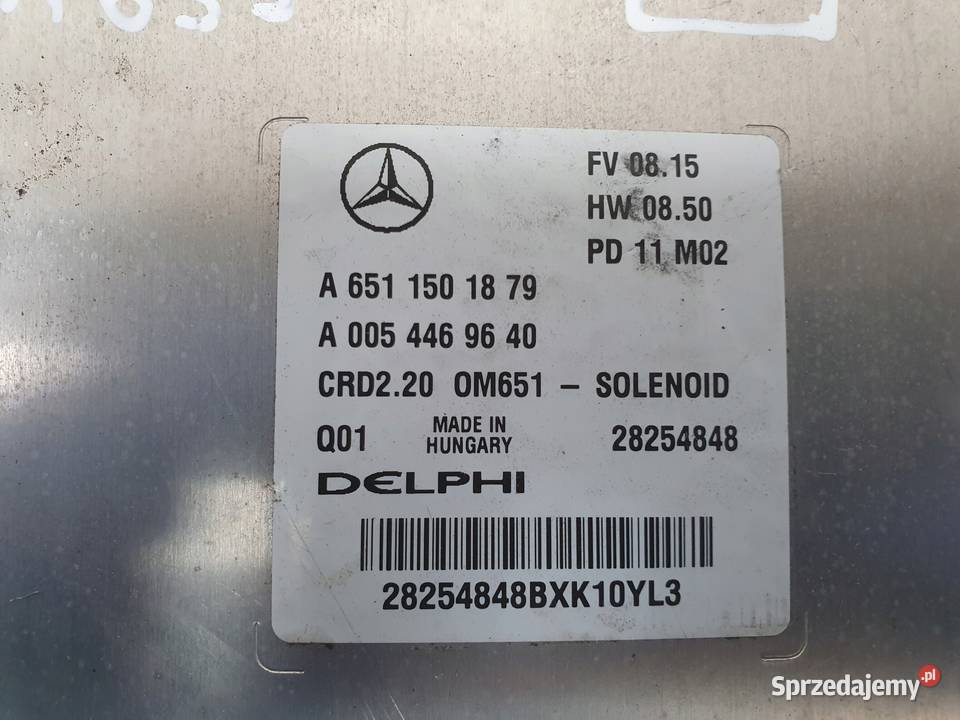 FV 08.15
HW 08.50
PD 11 M02
A 651 150 18 79
A 005 446 96 40
CRD2.20 OM651 – SOLENOID
Q01 MADE IN HUNGARY 28254848
DELPHI
28254848BXK10YL3
Sprzedajemy.pl